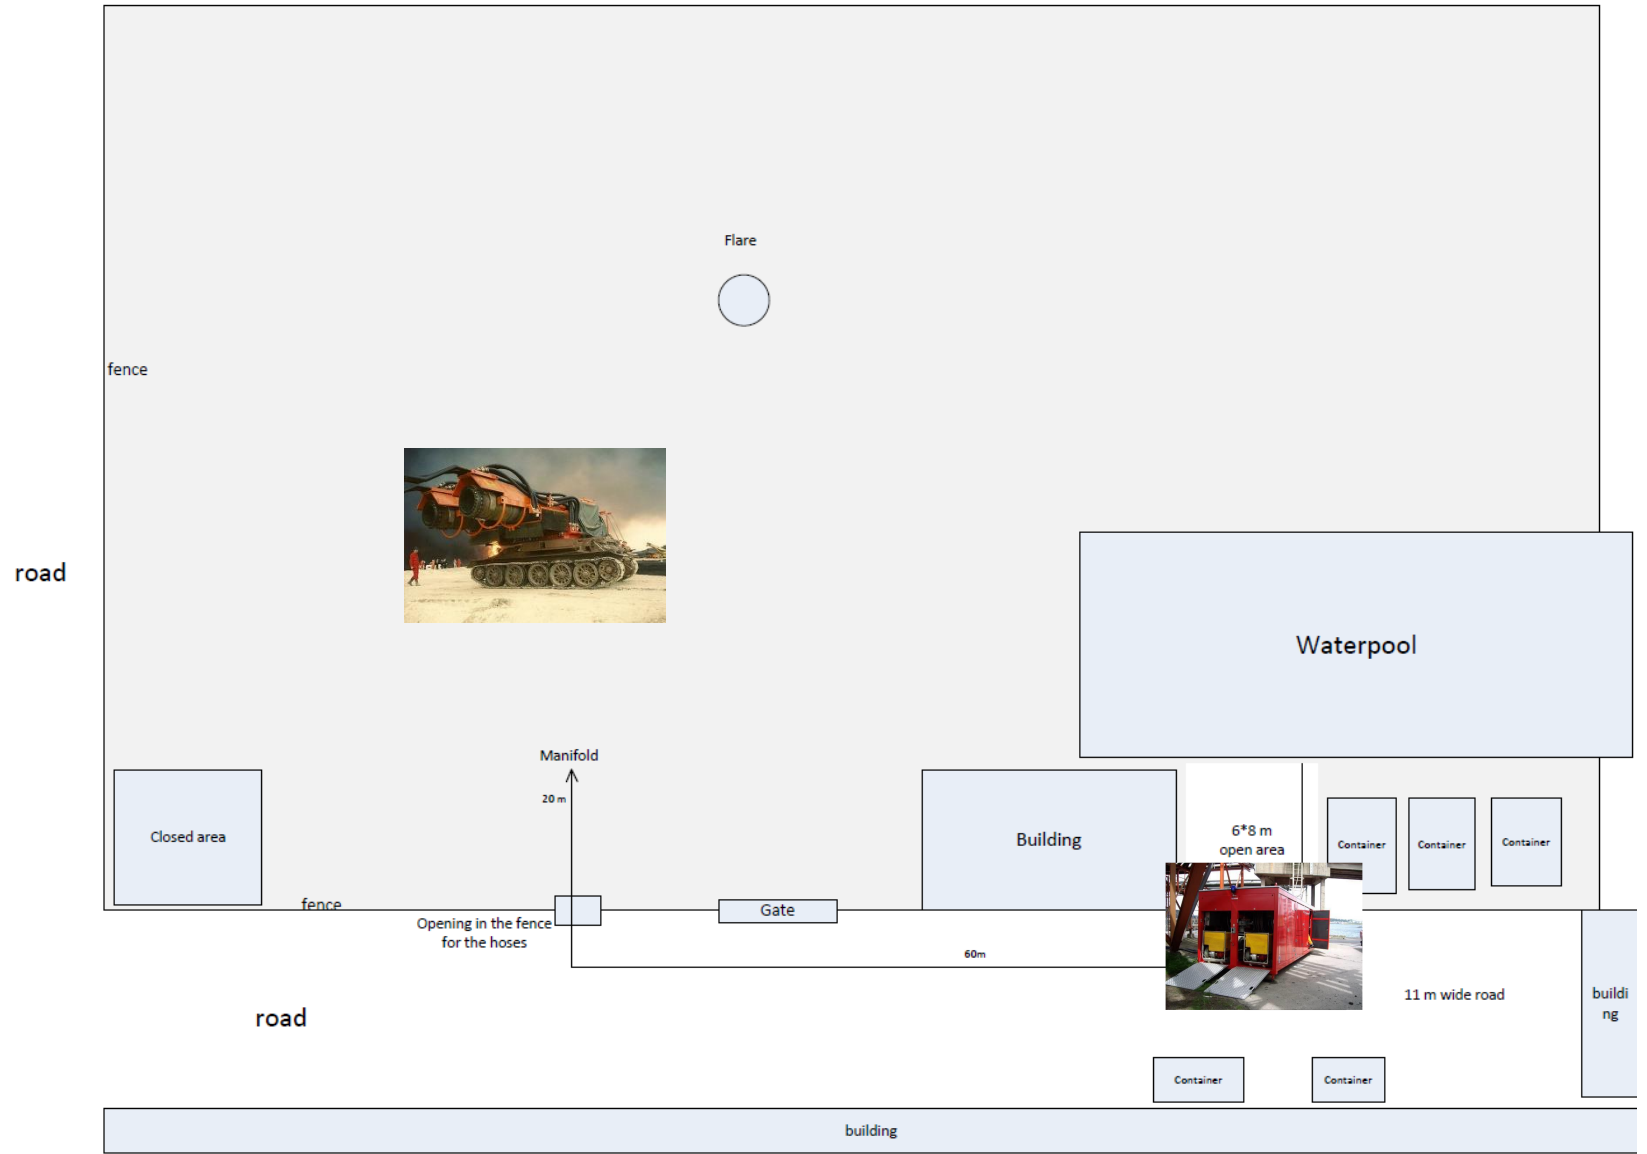 Flare
fence
road
Waterpool
Manifold
20 m
Closed area
Building
6*8 m
open area
Container
Container
Container
fence
Opening in the fence
for the hoses
Gate
60m
11 m wide road
buildi
ng
road
Container
Container
building